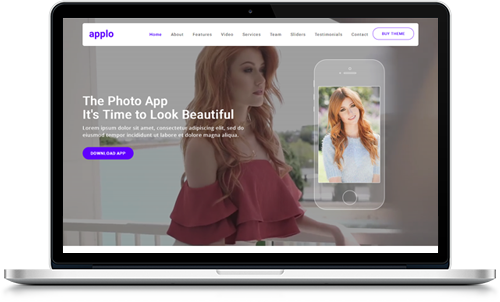 applo
Home About Features Video Services Team Sliders Testimonials Contact BUY THEME
The Photo App
It's Time to Look Beautiful
Lorem ipsum dolor sit amet, consectetur adipiscing elit, sed do
eiusmod tempor incididunt ut labore et dolore magna aliqua.
DOWNLOAD APP